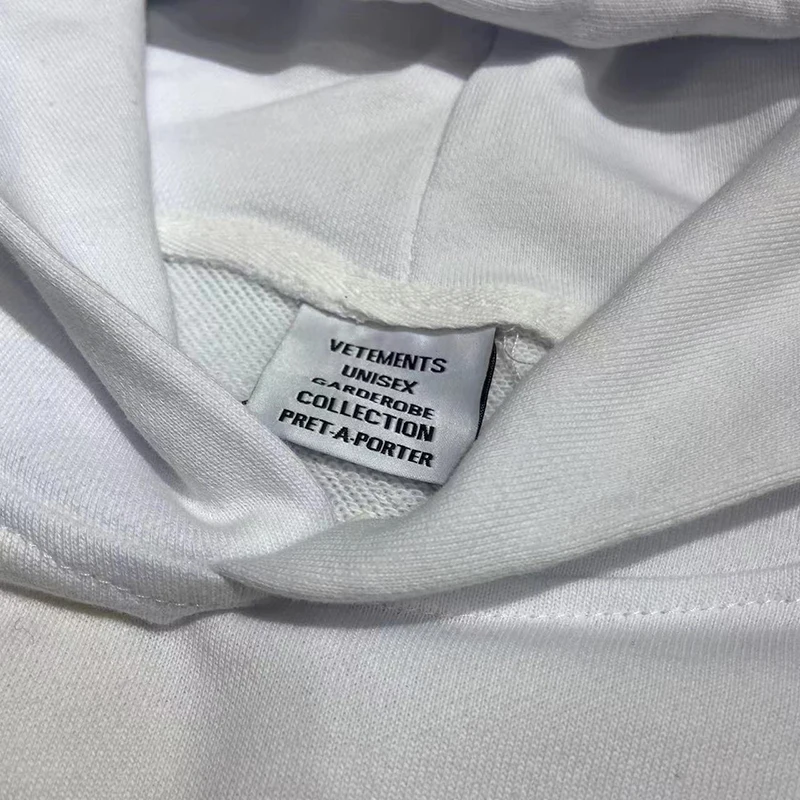 VETEMENTS
UNISEX
GARDEROBE
COLLECTION
PRET-A-PORTER